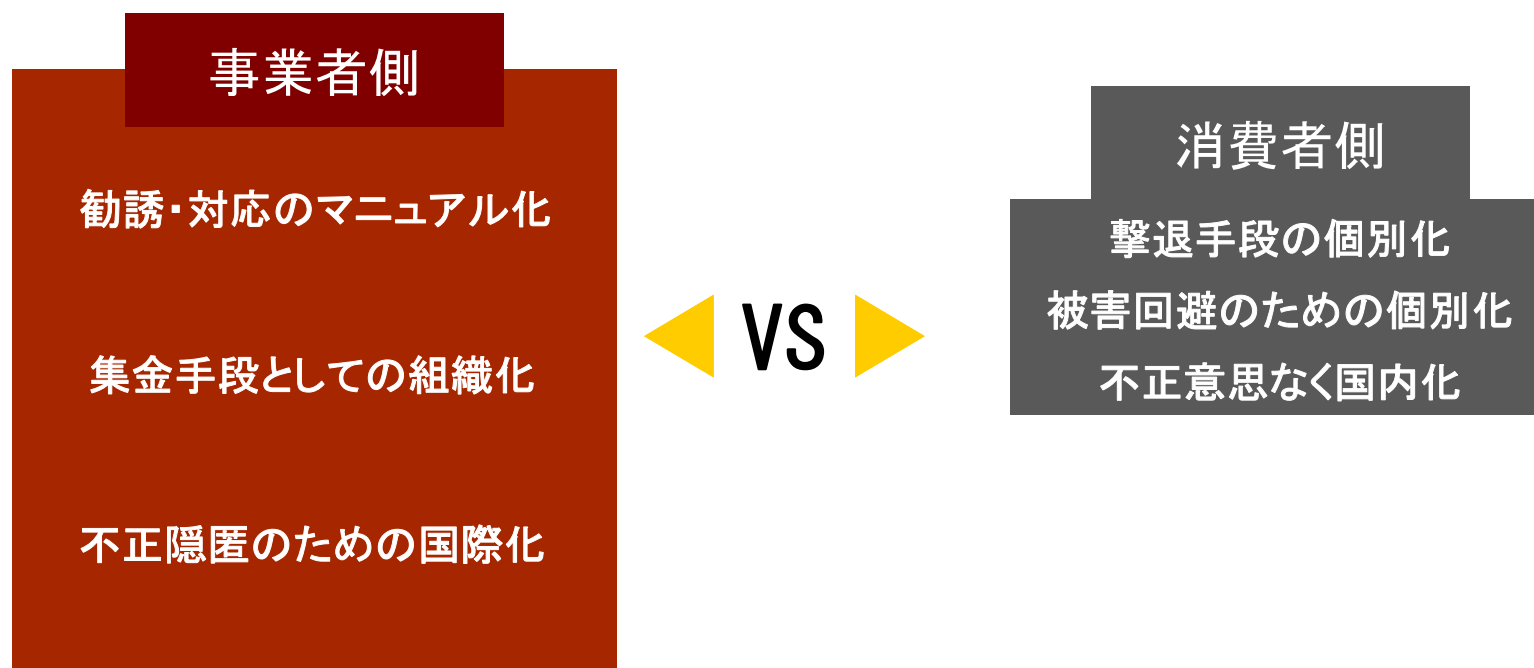 事業者側
勧誘・対応のマニュアル化
集金手段としての組織化
不正隠匿のための国際化
VS
消費者側
撃退手段の個別化
被害回避のための個別化
不正意思なく国内化